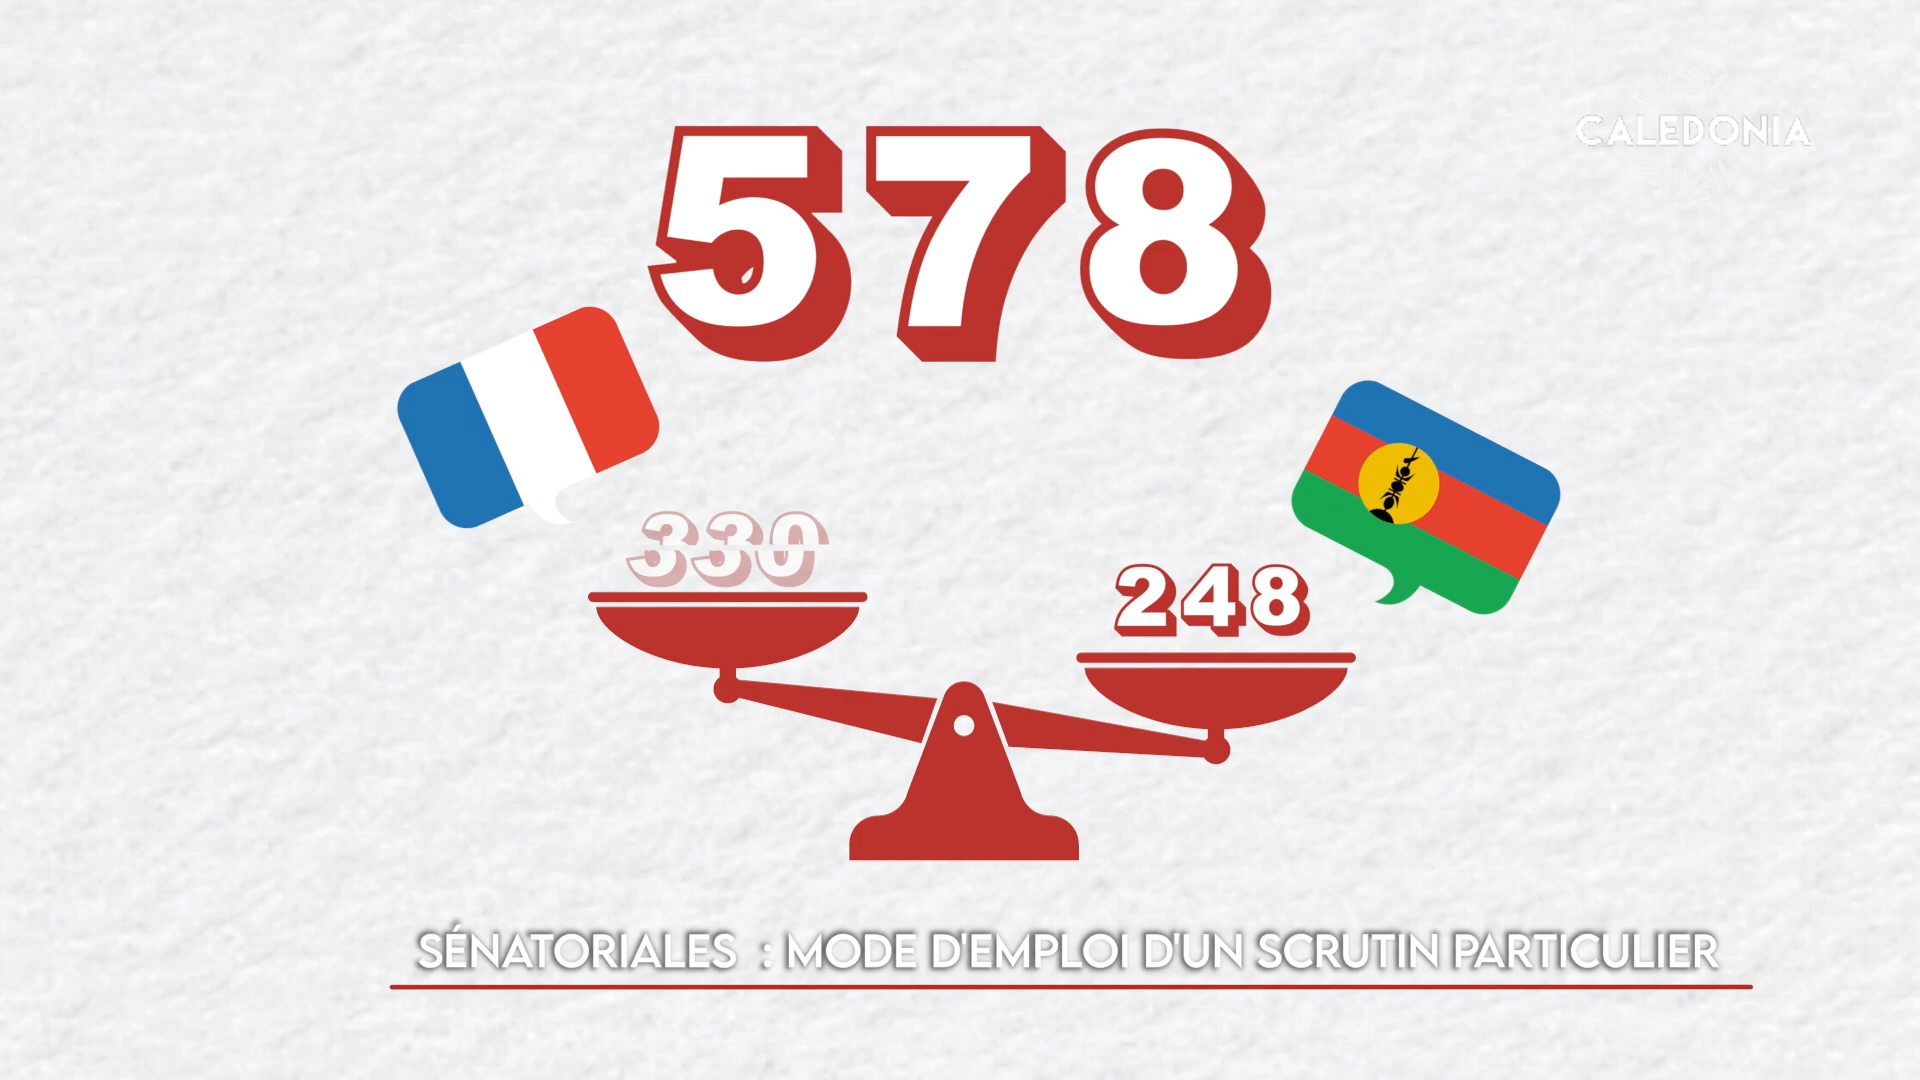 578
CALEDONIA
330
248
SÉNATORIALES : MODE D'EMPLOI D'UN SCRUTIN PARTICULIER